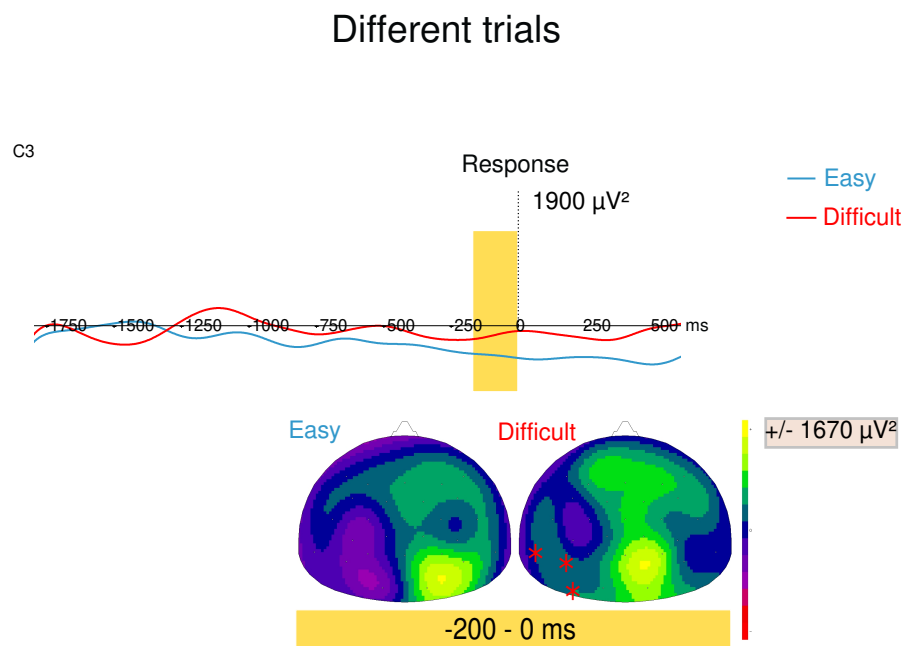 Different trials
C3
Response
1900 µV²
Easy
Difficult
-1750 -1500 -1250 -1000 -750 -500 -250 0 250 500 ms
Easy
Difficult
+/- 1670 µV²
-200 - 0 ms